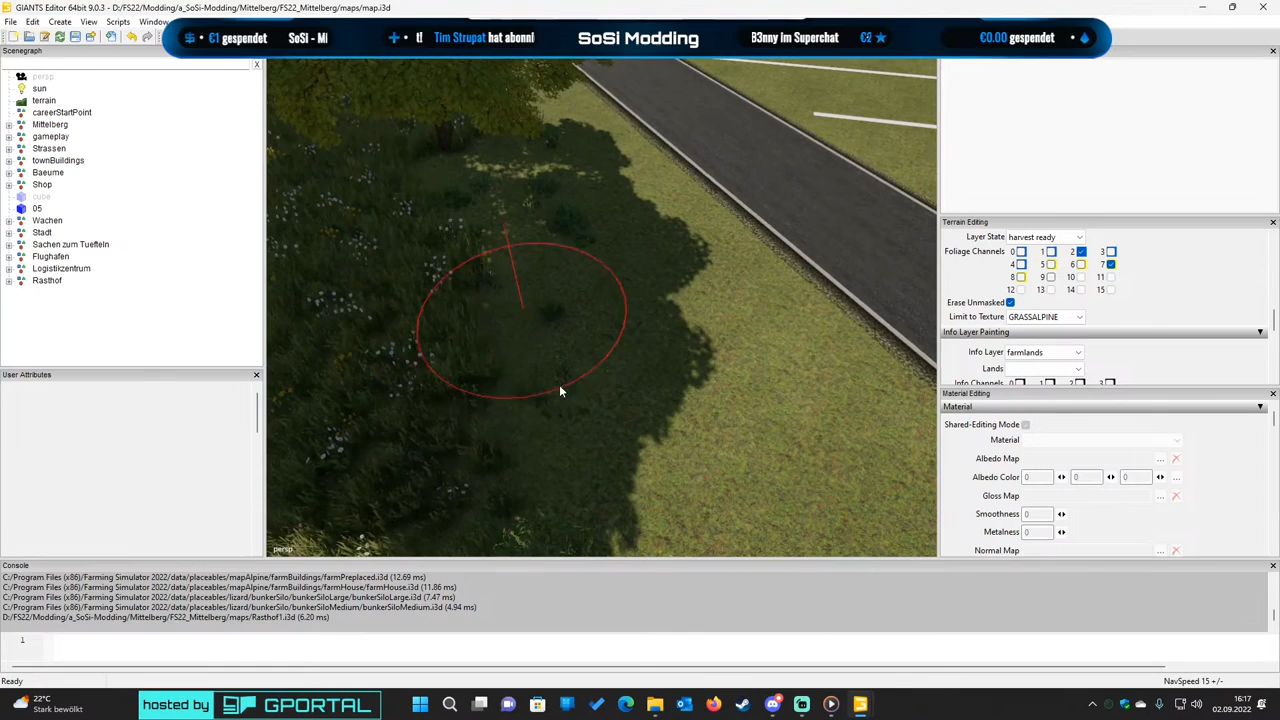 GIANTS Editor 64bit 9.0.3 - D:/FS22/Modding/a_SoSi-Modding/Mittelberg/FS22_Mittelberg/maps/map.i3d
File Edit Create View Scripts Window
€1 gespendet SoSi - MI
Tim Strupat hat abonni
SoSi Modding
B3nny im Superchat €2
€0.00 gespendet
Scenegraph
persp
sun
terrain
careerStartPoint
Mittelberg
gameplay
Strassen
townBuildings
Baeume
Shop
cube
05
Wachen
Stadt
Sachen zum Tuefteln
Flughafen
Logistikzentrum
Rasthof
User Attributes
persp
Terrain Editing
Layer State harvest ready
Foliage Channels 0 1 2 3
4 5 6 7
8 9 10 11
12 13 14 15
Erase Unmasked
Limit to Texture GRASSALPINE
Info Layer Painting
Info Layer farmlands
Lands
Info Channels 0 1 2 3
Material Editing
Material
Shared-Editing Mode
Material
Albedo Map ...
Albedo Color 0 0 0 ...
Gloss Map ...
Smoothness 0
Metalness 0
Normal Map ...
Console
C:/Program Files (x86)/Farming Simulator 2022/data/placeables/mapAlpine/farmBuildings/farmPreplaced.i3d (12.69 ms)
C:/Program Files (x86)/Farming Simulator 2022/data/placeables/mapAlpine/farmBuildings/farmHouse/farmHouse.i3d (11.86 ms)
C:/Program Files (x86)/Farming Simulator 2022/data/placeables/lizard/bunkerSilo/bunkerSiloLarge/bunkerSiloLarge.i3d (7.47 ms)
C:/Program Files (x86)/Farming Simulator 2022/data/placeables/lizard/bunkerSilo/bunkerSiloMedium/bunkerSiloMedium.i3d (4.94 ms)
D:/FS22/Modding/a_SoSi-Modding/Mittelberg/FS22_Mittelberg/maps/Rasthof1.i3d (6.20 ms)
1
Ready
NavSpeed 15 +/-
22°C
Stark bewölkt
hosted by GPORTAL
16:17
02.09.2022